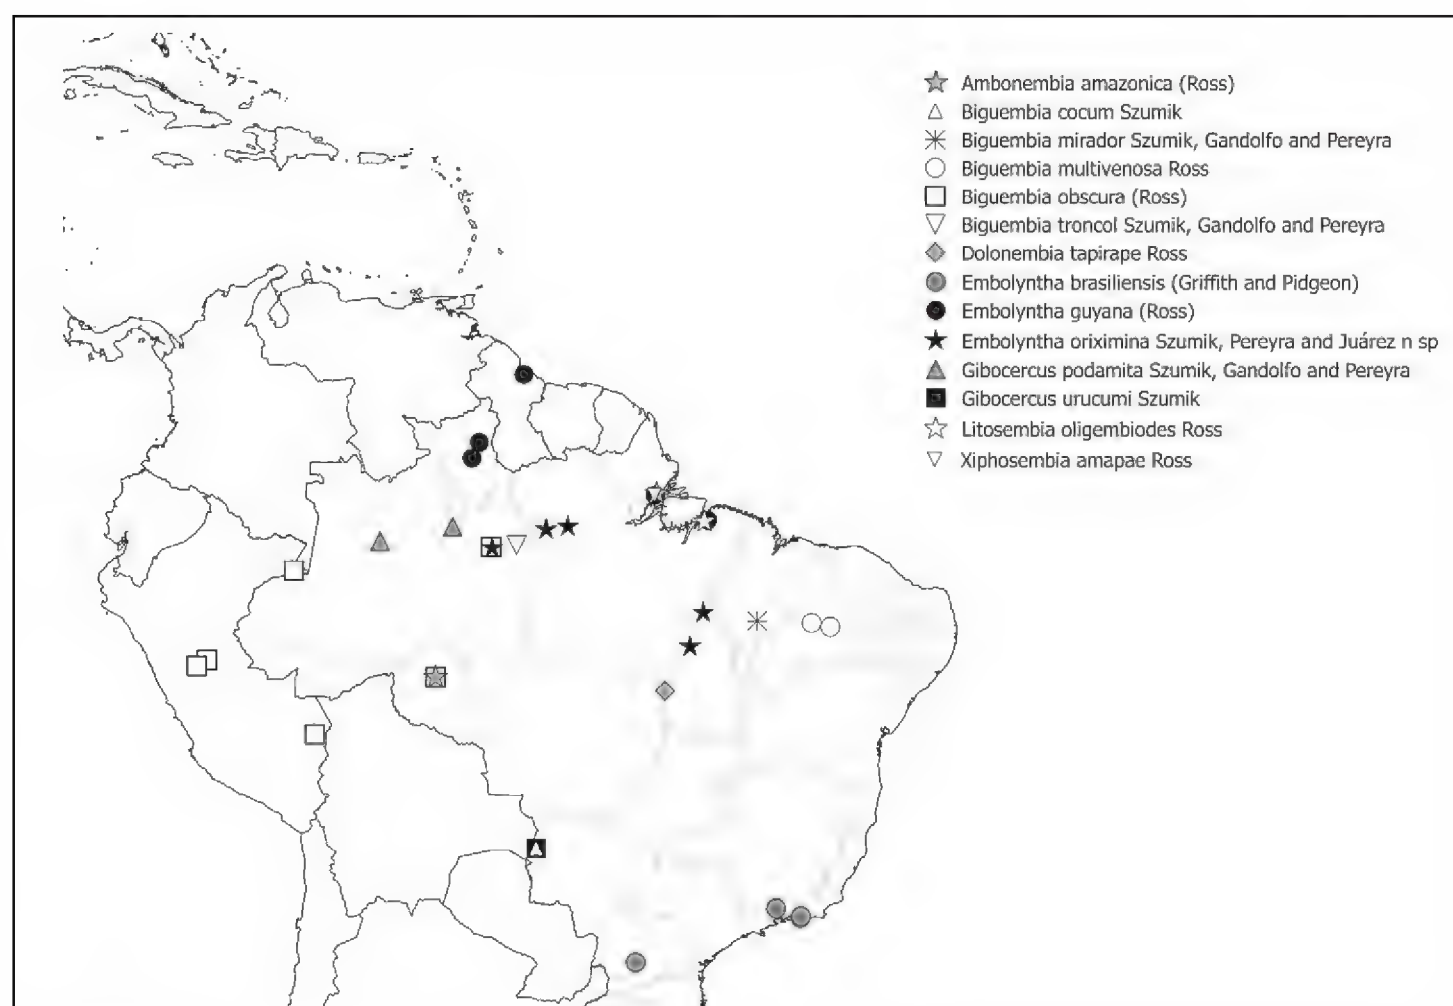 Ambonembia amazonica (Ross)
Biguembia cocum Szumik
Biguembia mirador Szumik, Gandolfo and Pereyra
Biguembia multivenosa Ross
Biguembia obscura (Ross)
Biguembia troncol Szumik, Gandolfo and Pereyra
Dolonembia tapirape Ross
Embolyntha brasiliensis (Griffith and Pidgeon)
Embolyntha guyana (Ross)
Embolyntha oriximina Szumik, Pereyra and Juárez n sp
Gibocercus podamita Szumik, Gandolfo and Pereyra
Gibocercus urucumi Szumik
Litosembia oligembiodes Ross
Xiphosembia amapae Ross